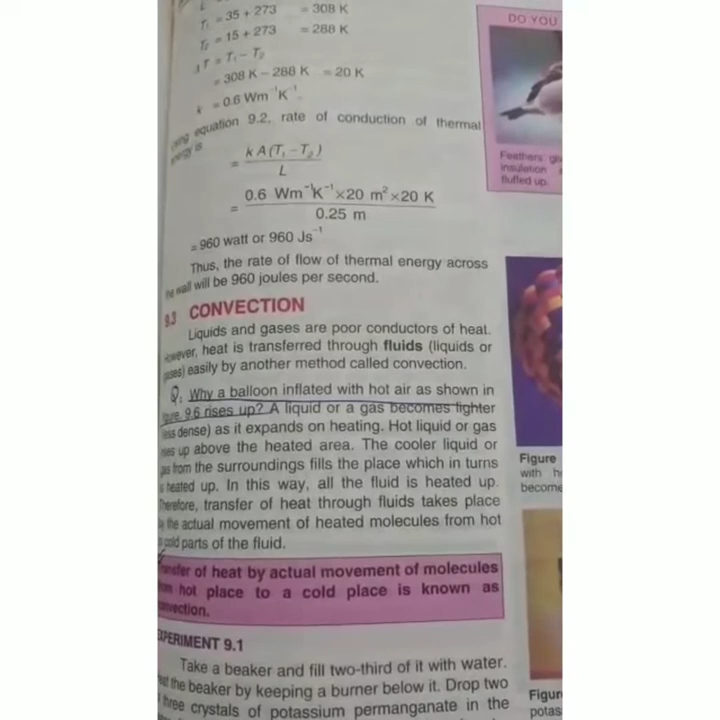 L
T₁ = 35 + 273 = 308 K
T₂ = 15 + 273 = 288 K
ΔT = T₁ – T₂
= 308 K – 288 K = 20 K
k = 0.6 Wm⁻¹K⁻¹
equation 9.2, rate of conduction of thermal
energy is
= k A (T₁ – T₂) / L
= 0.6 Wm⁻¹K⁻¹ × 20 m² × 20 K / 0.25 m
= 960 watt or 960 Js⁻¹
Thus, the rate of flow of thermal energy across
the wall will be 960 joules per second.
9.3 CONVECTION
Liquids and gases are poor conductors of heat.
However, heat is transferred through fluids (liquids or
gases) easily by another method called convection.
Q. Why a balloon inflated with hot air as shown in
figure 9.6 rises up? A liquid or a gas becomes lighter
(less dense) as it expands on heating. Hot liquid or gas
rises up above the heated area. The cooler liquid or
gas from the surroundings fills the place which in turns
is heated up. In this way, all the fluid is heated up.
Therefore, transfer of heat through fluids takes place
by the actual movement of heated molecules from hot
to cold parts of the fluid.
Transfer of heat by actual movement of molecules
from hot place to a cold place is known as
convection.
EXPERIMENT 9.1
Take a beaker and fill two-third of it with water.
Heat the beaker by keeping a burner below it. Drop two
three crystals of potassium permanganate in the
DO YOU
Feathers gi
insulation
fluffed up.
Figure
with h
become
Figur
potas